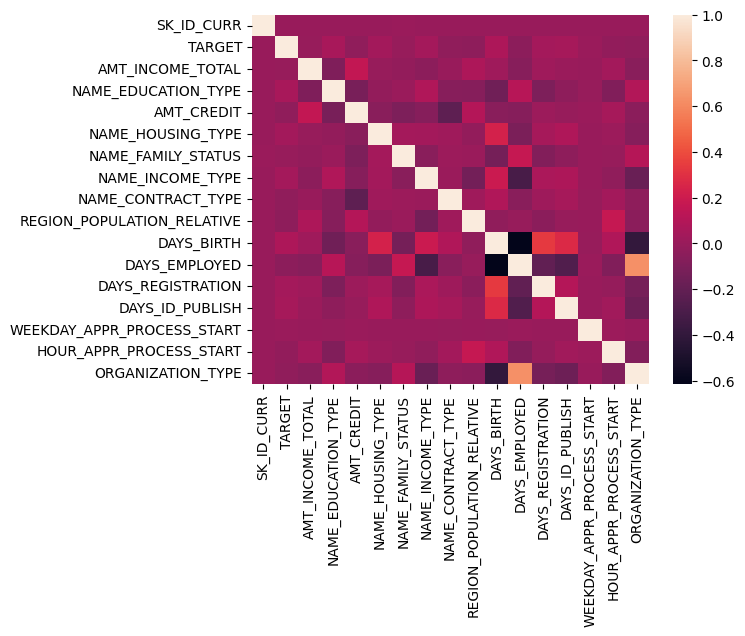 SK_ID_CURR
TARGET
AMT_INCOME_TOTAL
NAME_EDUCATION_TYPE
AMT_CREDIT
NAME_HOUSING_TYPE
NAME_FAMILY_STATUS
NAME_INCOME_TYPE
NAME_CONTRACT_TYPE
REGION_POPULATION_RELATIVE
DAYS_BIRTH
DAYS_EMPLOYED
DAYS_REGISTRATION
DAYS_ID_PUBLISH
WEEKDAY_APPR_PROCESS_START
HOUR_APPR_PROCESS_START
ORGANIZATION_TYPE
SK_ID_CURR
TARGET
AMT_INCOME_TOTAL
NAME_EDUCATION_TYPE
AMT_CREDIT
NAME_HOUSING_TYPE
NAME_FAMILY_STATUS
NAME_INCOME_TYPE
NAME_CONTRACT_TYPE
REGION_POPULATION_RELATIVE
DAYS_BIRTH
DAYS_EMPLOYED
DAYS_REGISTRATION
DAYS_ID_PUBLISH
WEEKDAY_APPR_PROCESS_START
HOUR_APPR_PROCESS_START
ORGANIZATION_TYPE
1.0
0.8
0.6
0.4
0.2
0.0
−0.2
−0.4
−0.6